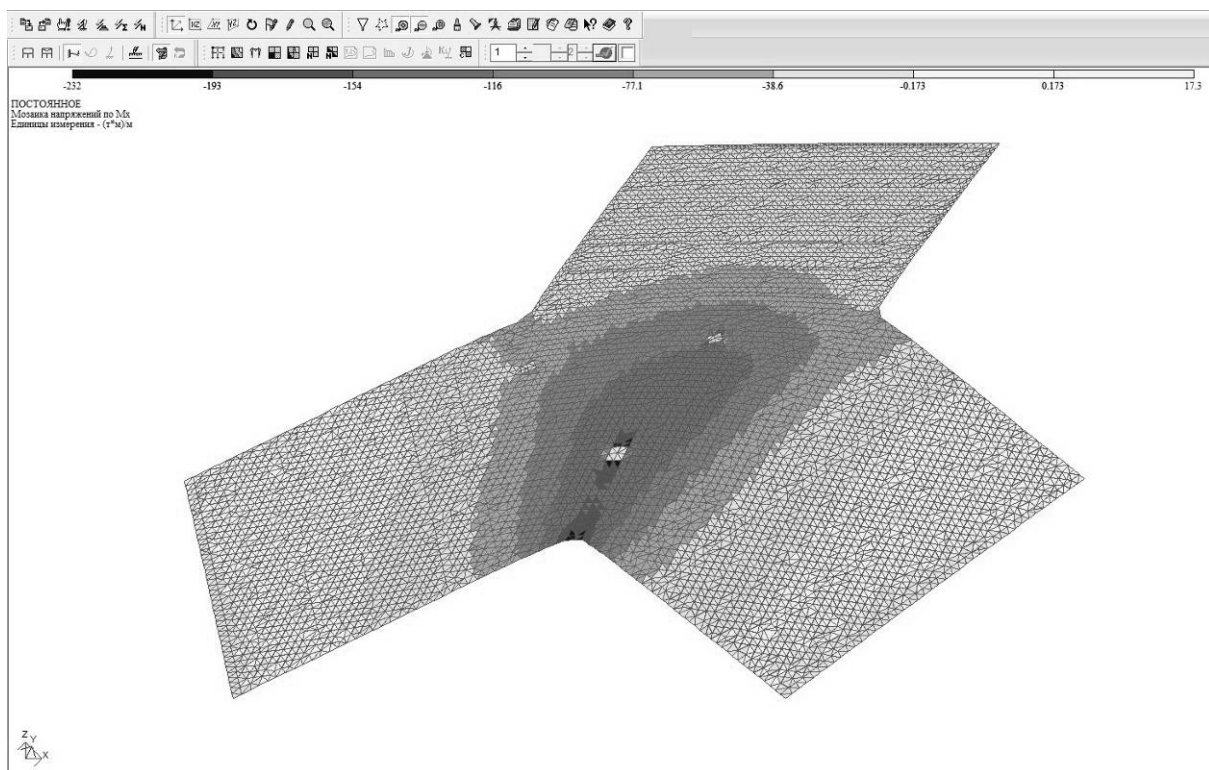 1
2
-232 -193 -154 -116 -77.1 -38.6 -0.173 0.173 17.3
ПОСТОЯННОЕ
Мозаика напряжений по Mx
Единицы измерения - (т*м)/м
Z
Y
X